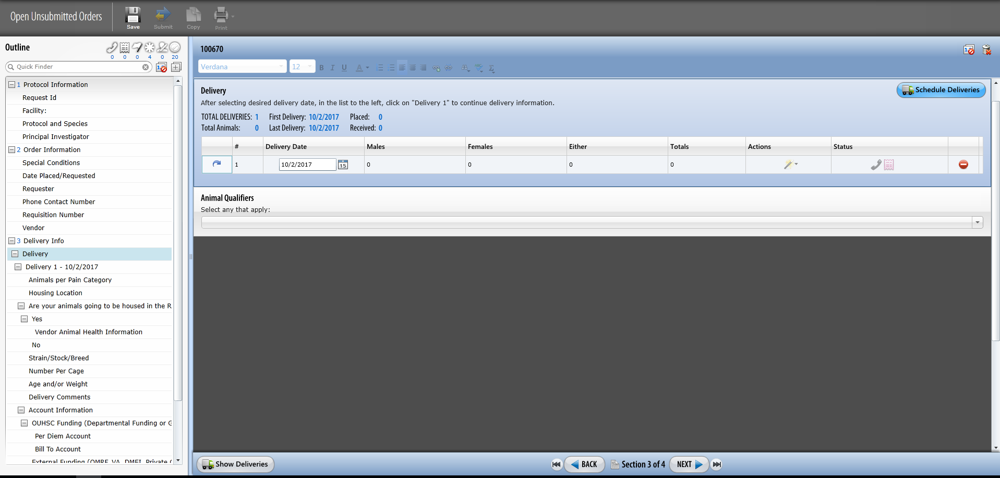 Open Unsubmitted Orders
Save
Submit
Copy
Print
Outline
0 0 0 4 0 20
Quick Finder
1 Protocol Information
Request Id
Facility:
Protocol and Species
Principal Investigator
2 Order Information
Special Conditions
Date Placed/Requested
Requester
Phone Contact Number
Requisition Number
Vendor
3 Delivery Info
Delivery
Delivery 1 - 10/2/2017
Animals per Pain Category
Housing Location
Are your animals going to be housed in the R
Yes
Vendor Animal Health Information
No
Strain/Stock/Breed
Number Per Cage
Age and/or Weight
Delivery Comments
Account Information
OUHSC Funding (Departmental Funding or G
Per Diem Account
Bill To Account
External Funding (OMRF, VA, DMEI, Private (
100670
Verdana 12 B I U A
Delivery
Schedule Deliveries
After selecting desired delivery date, in the list to the left, click on "Delivery 1" to continue delivery information.
TOTAL DELIVERIES: 1 First Delivery: 10/2/2017 Placed: 0
Total Animals: 0 Last Delivery: 10/2/2017 Received: 0
# Delivery Date Males Females Either Totals Actions Status
1 10/2/2017 15 0 0 0 0
Animal Qualifiers
Select any that apply:
Show Deliveries
BACK
Section 3 of 4
NEXT